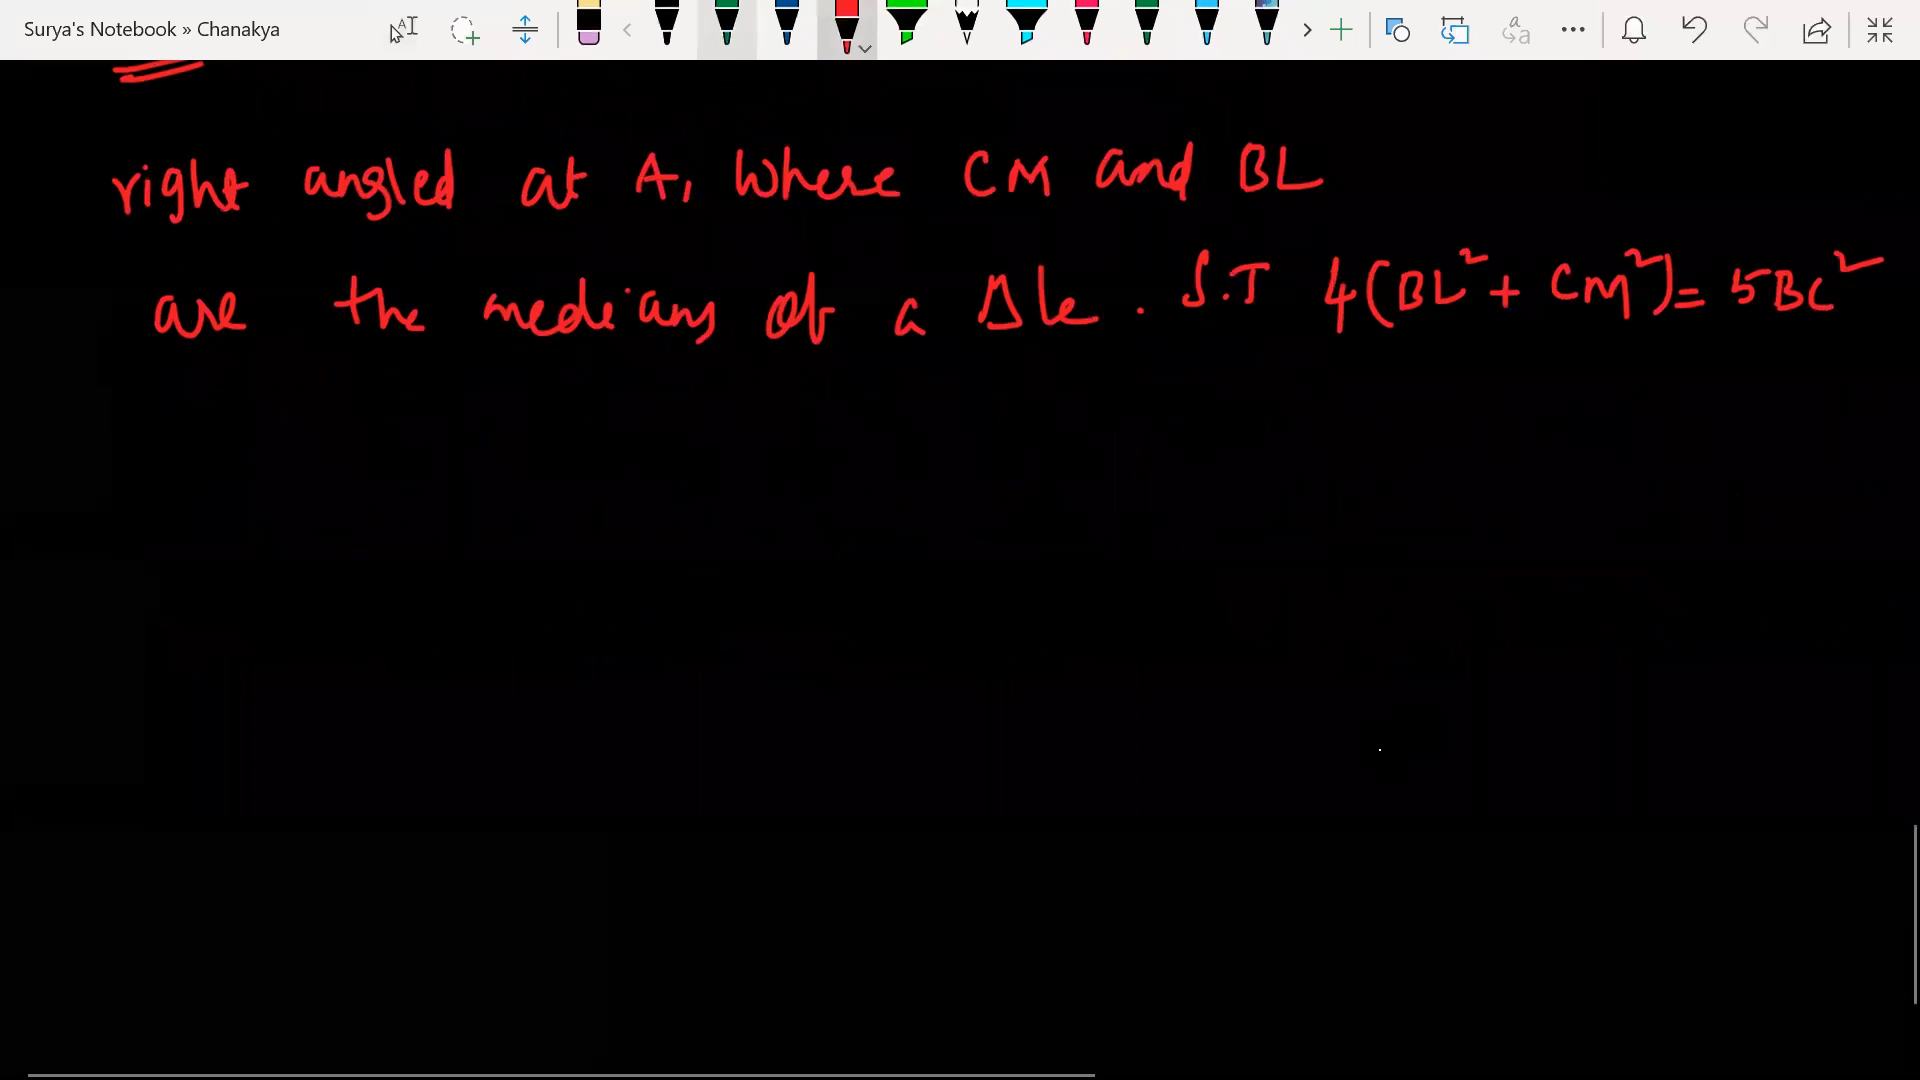 Surya's Notebook » Chanakya
right angled at A, where CM and BL
are the medians of a Δle. S.T 4(BL²+ CM²)= 5BC²